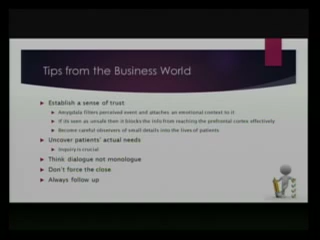 Tips from the Business World
Establish a sense of trust
Amygdala filters perceived event and attaches an emotional context to it
If its seen as unsafe then it blocks the info from reaching the prefrontal cortex effectively
Become careful observers of small details into the lives of patients
Uncover patients' actual needs
Inquiry is crucial
Think dialogue not monologue
Don't force the close
Always follow up